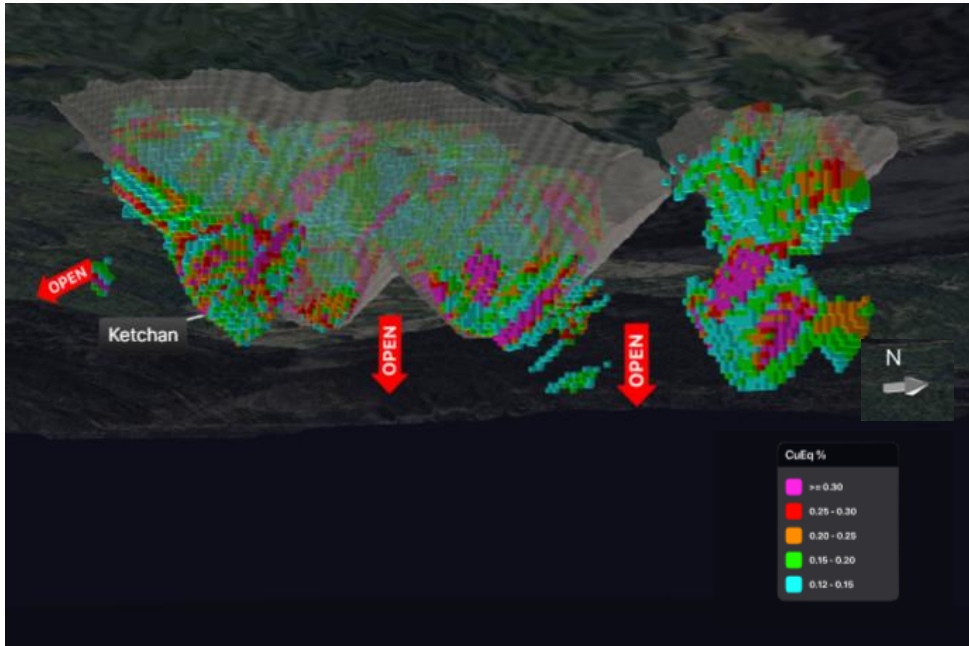 OPEN
Ketchan
OPEN
OPEN
N
CuEq %
>= 0.30
0.25 - 0.30
0.20 - 0.25
0.15 - 0.20
0.12 - 0.15